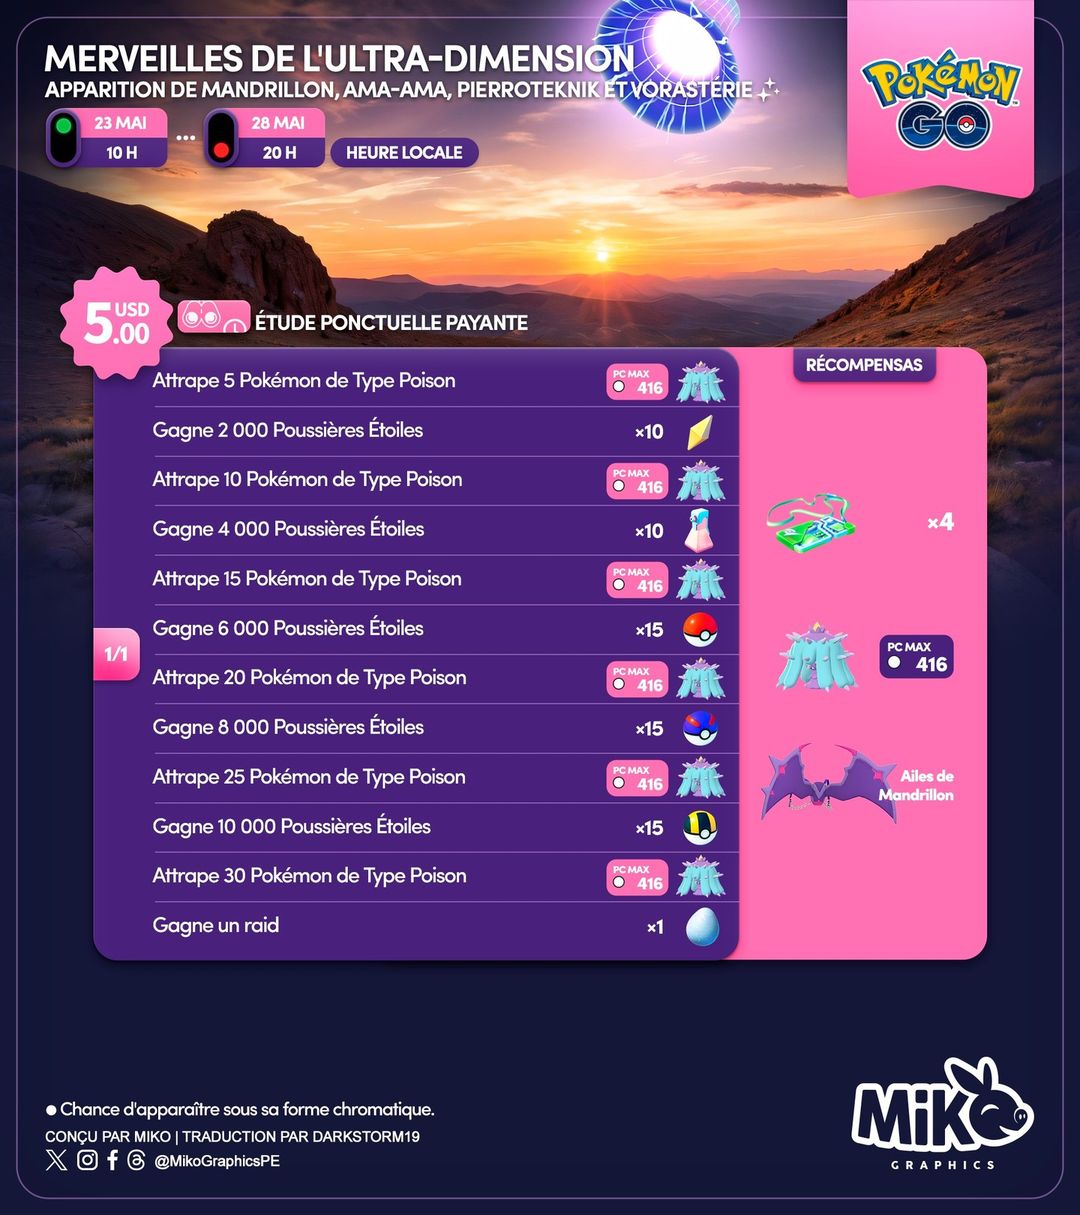 MERVEILLES DE L'ULTRA-DIMENSION
APPARITION DE MANDRILLON, AMA-AMA, PIERROTEKNIK ET VORASTÉRIE
23 MAI
10 H
...
28 MAI
20 H
HEURE LOCALE
POKÉMON
GO
5.00 USD
ÉTUDE PONCTUELLE PAYANTE
RÉCOMPENSAS
Attrape 5 Pokémon de Type Poison PC MAX 416
Gagne 2 000 Poussières Étoiles ×10
Attrape 10 Pokémon de Type Poison PC MAX 416
Gagne 4 000 Poussières Étoiles ×10
Attrape 15 Pokémon de Type Poison PC MAX 416
Gagne 6 000 Poussières Étoiles ×15
Attrape 20 Pokémon de Type Poison PC MAX 416
Gagne 8 000 Poussières Étoiles ×15
Attrape 25 Pokémon de Type Poison PC MAX 416
Gagne 10 000 Poussières Étoiles ×15
Attrape 30 Pokémon de Type Poison PC MAX 416
Gagne un raid ×1
1/1
×4
PC MAX
416
Ailes de
Mandrillon
Chance d'apparaître sous sa forme chromatique.
CONÇU PAR MIKO | TRADUCTION PAR DARKSTORM19
@MikoGraphicsPE
MiKO
GRAPHICS